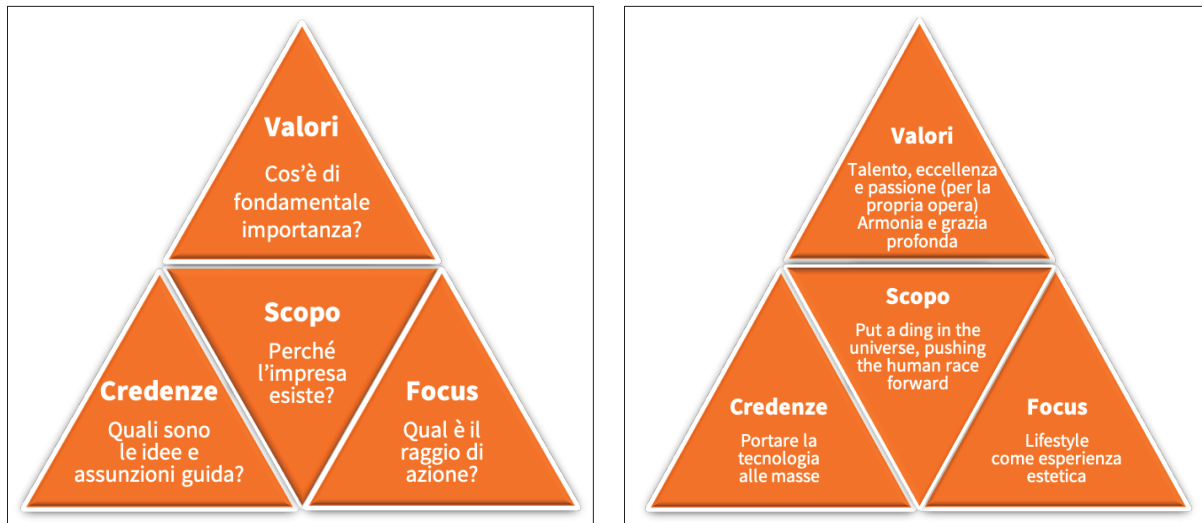 Valori
Cos'è di
fondamentale
importanza?
Scopo
Perché
l'impresa
esiste?
Credenze
Quali sono
le idee e
assunzioni guida?
Focus
Qual è il
raggio di
azione?
Valori
Talento, eccellenza
e passione (per la
propria opera)
Armonia e grazia
profonda
Scopo
Put a ding in the
universe, pushing
the human race
forward
Credenze
Portare la
tecnologia
alle masse
Focus
Lifestyle
come esperienza
estetica